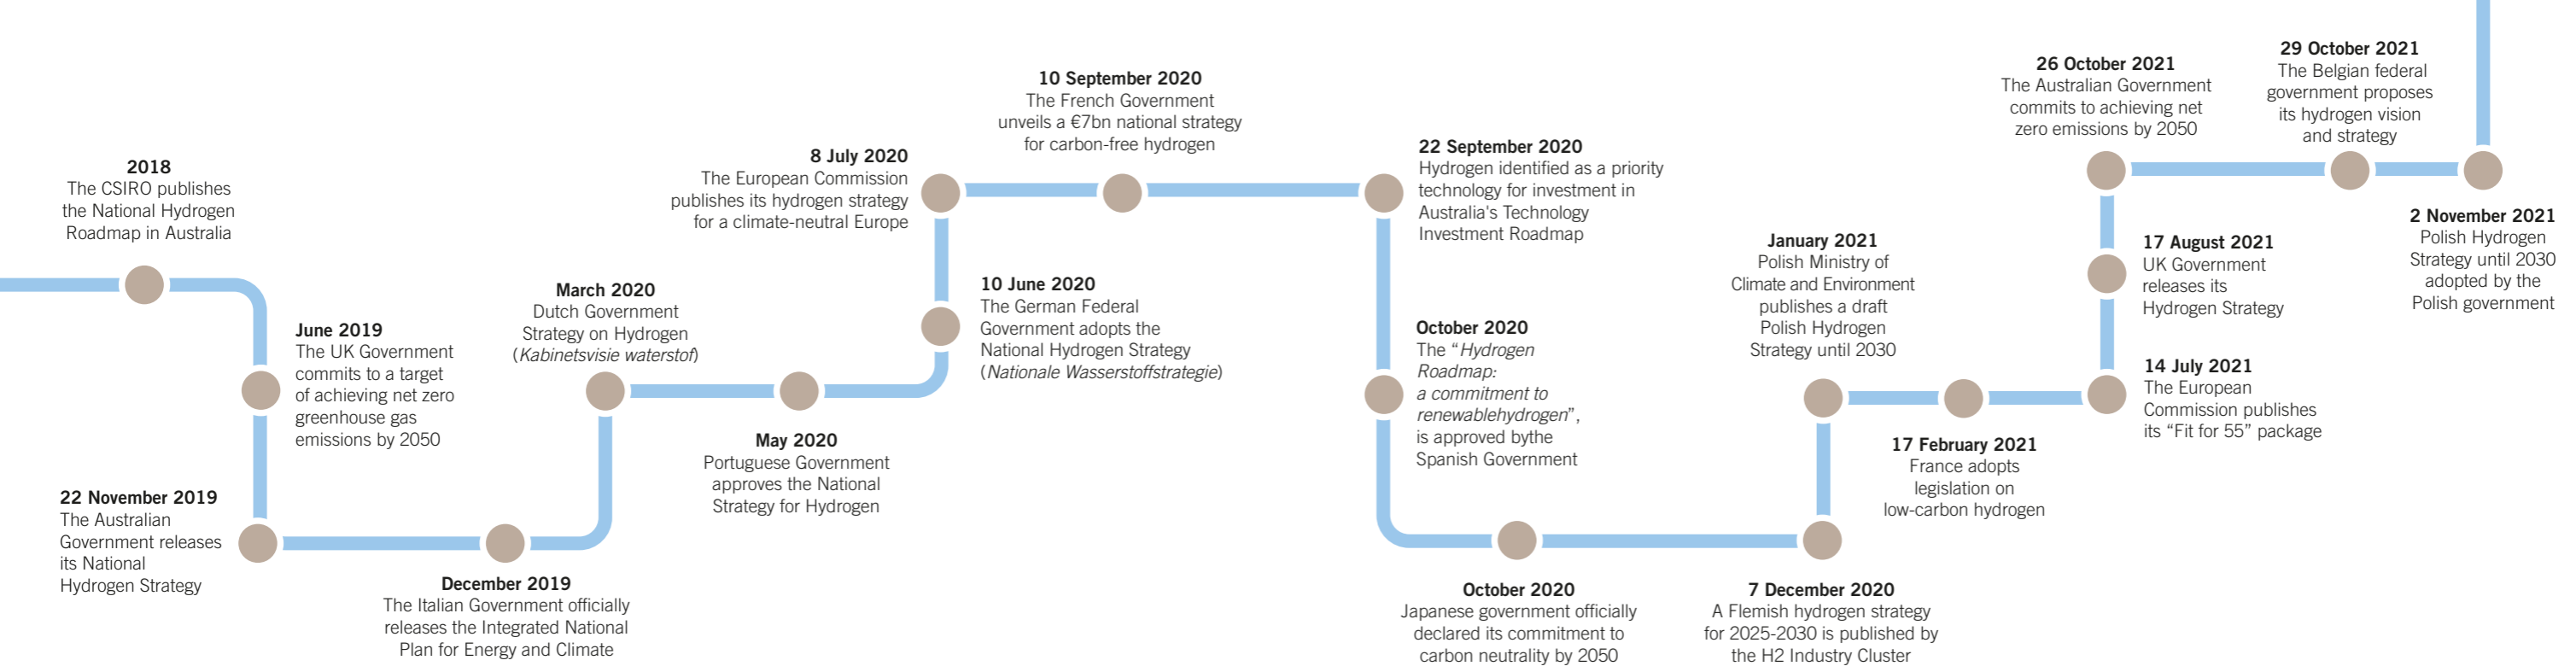 2018
The CSIRO publishes
the National Hydrogen
Roadmap in Australia
June 2019
The UK Government
commits to a target
of achieving net zero
greenhouse gas
emissions by 2050
22 November 2019
The Australian
Government releases
its National
Hydrogen Strategy
December 2019
The Italian Government officially
releases the Integrated National
Plan for Energy and Climate
March 2020
Dutch Government
Strategy on Hydrogen
(Kabinetsvisie waterstof)
May 2020
Portuguese Government
approves the National
Strategy for Hydrogen
10 June 2020
The German Federal
Government adopts the
National Hydrogen Strategy
(Nationale Wasserstoffstrategie)
8 July 2020
The European Commission
publishes its hydrogen strategy
for a climate-neutral Europe
10 September 2020
The French Government
unveils a €7bn national strategy
for carbon-free hydrogen
22 September 2020
Hydrogen identified as a priority
technology for investment in
Australia's Technology
Investment Roadmap
October 2020
The “Hydrogen
Roadmap:
a commitment to
renewablehydrogen”,
is approved bythe
Spanish Government
October 2020
Japanese government officially
declared its commitment to
carbon neutrality by 2050
7 December 2020
A Flemish hydrogen strategy
for 2025-2030 is published by
the H2 Industry Cluster
January 2021
Polish Ministry of
Climate and Environment
publishes a draft
Polish Hydrogen
Strategy until 2030
17 February 2021
France adopts
legislation on
low-carbon hydrogen
14 July 2021
The European
Commission publishes
its “Fit for 55” package
17 August 2021
UK Government
releases its
Hydrogen Strategy
26 October 2021
The Australian Government
commits to achieving net
zero emissions by 2050
29 October 2021
The Belgian federal
government proposes
its hydrogen vision
and strategy
2 November 2021
Polish Hydrogen
Strategy until 2030
adopted by the
Polish government